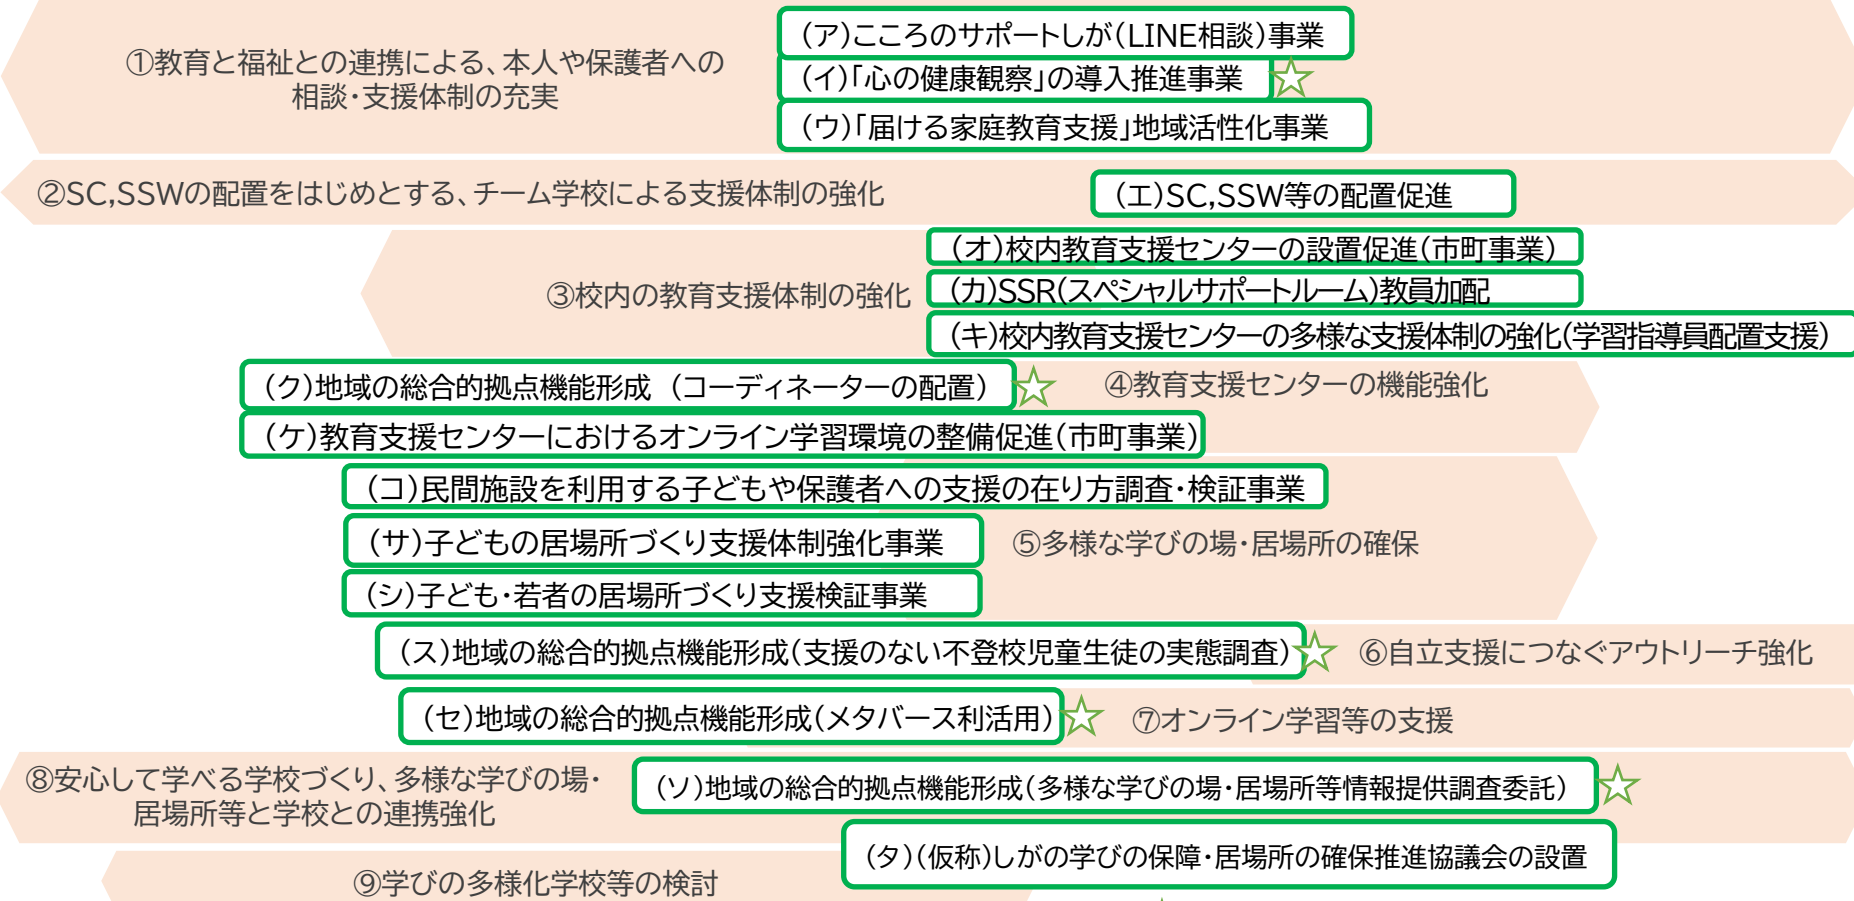 ①教育と福祉との連携による、本人や保護者への
相談・支援体制の充実
(ア)こころのサポートしが(LINE相談)事業
(イ)「心の健康観察」の導入推進事業
(ウ)「届ける家庭教育支援」地域活性化事業
②SC,SSWの配置をはじめとする、チーム学校による支援体制の強化
(エ)SC,SSW等の配置促進
③校内の教育支援体制の強化
(オ)校内教育支援センターの設置促進(市町事業)
(カ)SSR(スペシャルサポートルーム)教員加配
(キ)校内教育支援センターの多様な支援体制の強化(学習指導員配置支援)
(ク)地域の総合的拠点機能形成 (コーディネーターの配置)
④教育支援センターの機能強化
(ケ)教育支援センターにおけるオンライン学習環境の整備促進(市町事業)
(コ)民間施設を利用する子どもや保護者への支援の在り方調査・検証事業
(サ)子どもの居場所づくり支援体制強化事業
⑤多様な学びの場・居場所の確保
(シ)子ども・若者の居場所づくり支援検証事業
(ス)地域の総合的拠点機能形成(支援のない不登校児童生徒の実態調査)
⑥自立支援につなぐアウトリーチ強化
(セ)地域の総合的拠点機能形成(メタバース利活用)
⑦オンライン学習等の支援
⑧安心して学べる学校づくり、多様な学びの場・
居場所等と学校との連携強化
(ソ)地域の総合的拠点機能形成(多様な学びの場・居場所等情報提供調査委託)
(タ)(仮称)しがの学びの保障・居場所の確保推進協議会の設置
⑨学びの多様化学校等の検討